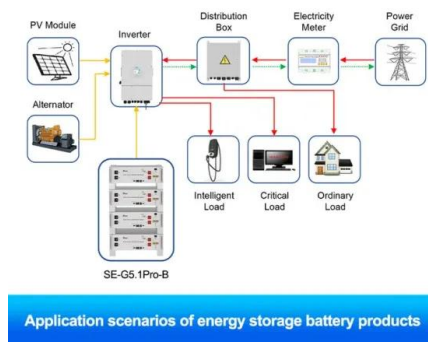 PV Module
Inverter
Distribution
Box
Electricity
Meter
Power
Grid
Alternator
Intelligent
Load
Critical
Load
Ordinary
Load
SE-G5.1Pro-B
Application scenarios of energy storage battery products